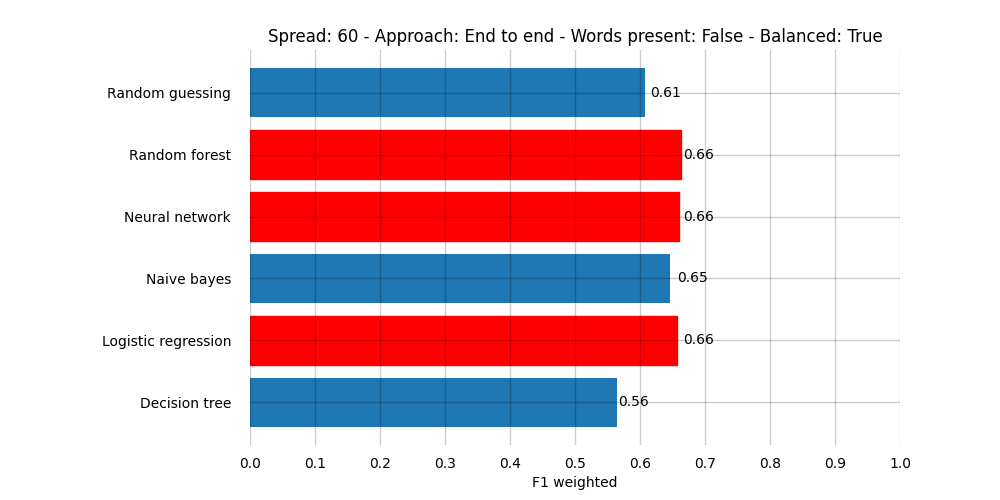 Spread: 60 - Approach: End to end - Words present: False - Balanced: True
Random guessing 0.61
Random forest 0.66
Neural network 0.66
Naive bayes 0.65
Logistic regression 0.66
Decision tree 0.56
0.0 0.1 0.2 0.3 0.4 0.5 0.6 0.7 0.8 0.9 1.0
F1 weighted